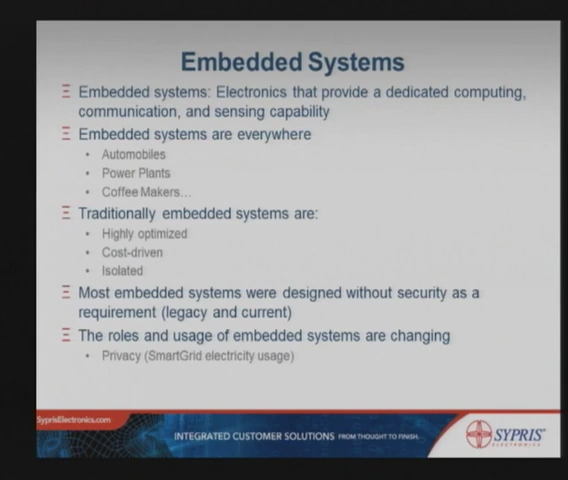 Embedded Systems
Embedded systems: Electronics that provide a dedicated computing,
communication, and sensing capability
Embedded systems are everywhere
• Automobiles
• Power Plants
• Coffee Makers...
Traditionally embedded systems are:
• Highly optimized
• Cost-driven
• Isolated
Most embedded systems were designed without security as a
requirement (legacy and current)
The roles and usage of embedded systems are changing
• Privacy (SmartGrid electricity usage)
SyprisElectronics.com
INTEGRATED CUSTOMER SOLUTIONS FROM THOUGHT TO FINISH.
SYPRIS
ELECTRONICS